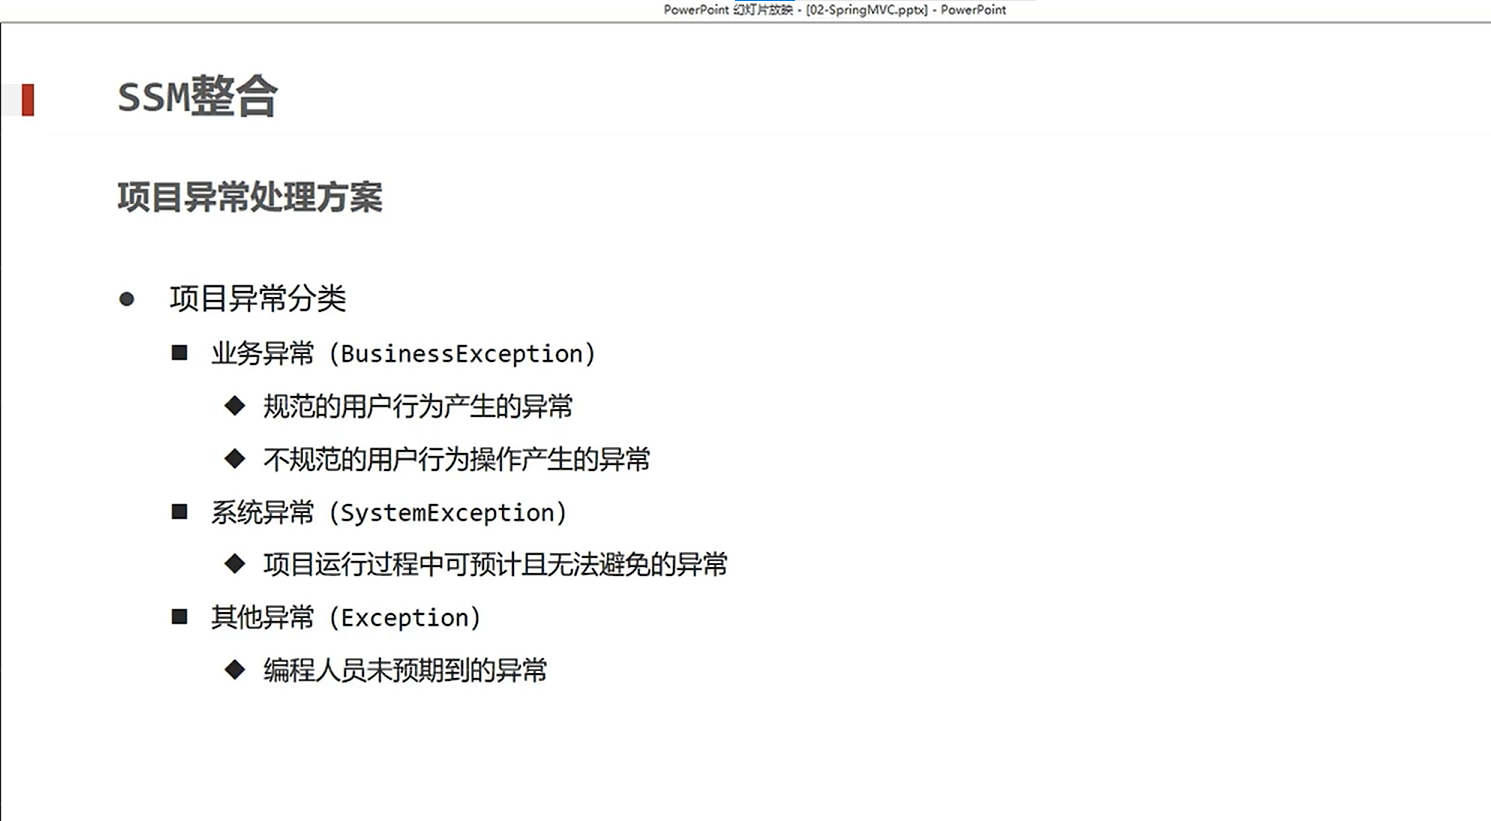 PowerPoint 幻灯片放映 - [02-SpringMVC.pptx] - PowerPoint
SSM整合
项目异常处理方案
● 项目异常分类
■ 业务异常（BusinessException）
◆ 规范的用户行为产生的异常
◆ 不规范的用户行为操作产生的异常
■ 系统异常（SystemException）
◆ 项目运行过程中可预计且无法避免的异常
■ 其他异常（Exception）
◆ 编程人员未预期到的异常